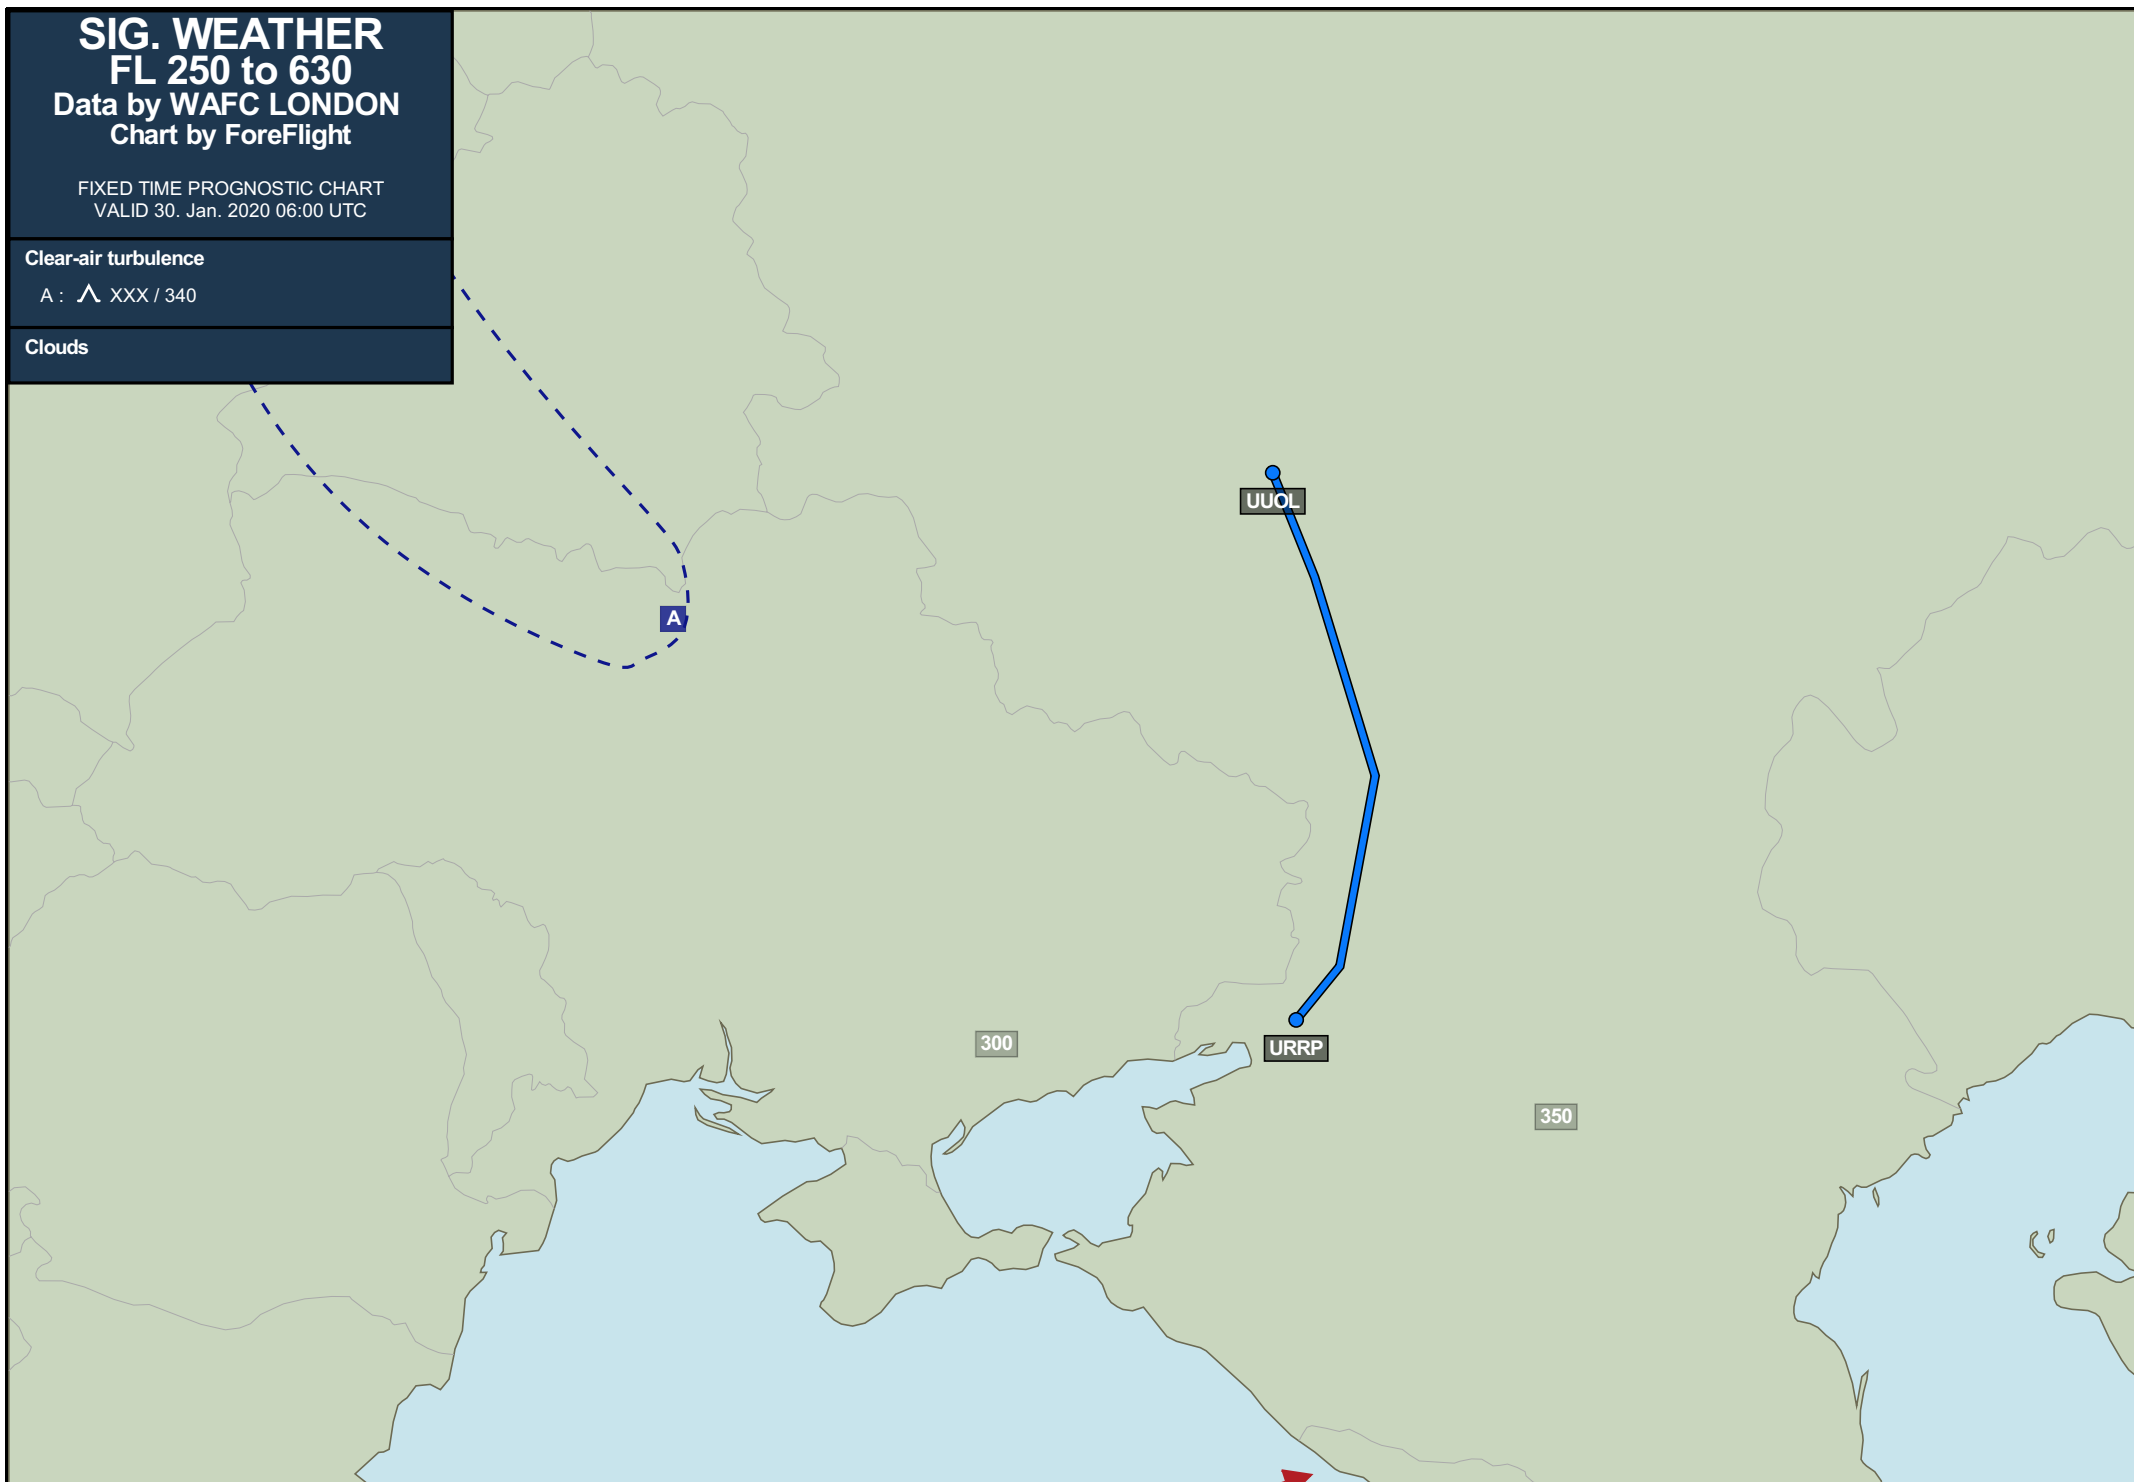 SIG. WEATHER
FL 250 to 630
Data by WAFC LONDON
Chart by ForeFlight
FIXED TIME PROGNOSTIC CHART
VALID 30. Jan. 2020 06:00 UTC
Clear-air turbulence
A : XXX / 340
Clouds
UUOL
A
300
URRP
350